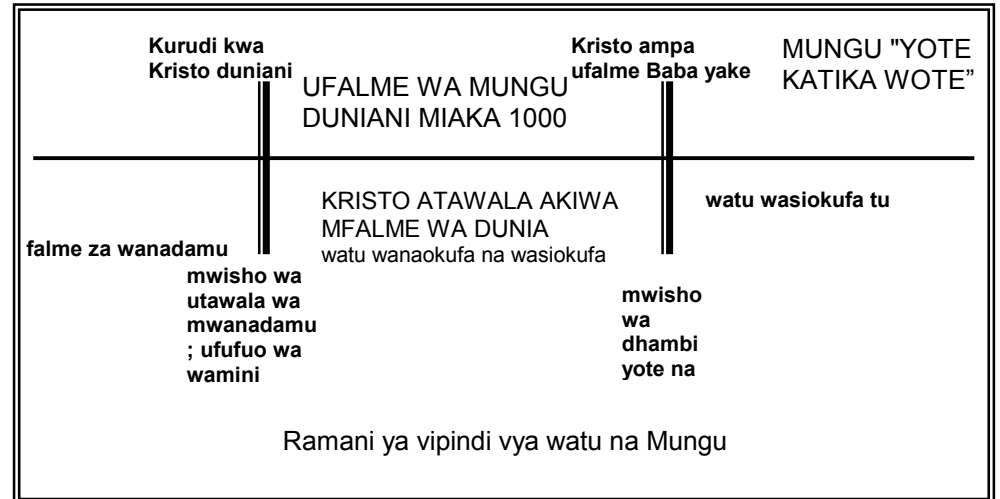 Kurudi kwa
Kristo duniani
UFALME WA MUNGU
DUNIANI MIAKA 1000
Kristo ampa
ufalme Baba yake
MUNGU "YOTE
KATIKA WOTE”
falme za wanadamu
mwisho wa
utawala wa
mwanadamu
; ufufuo wa
wamini
KRISTO ATAWALA AKIWA
MFALME WA DUNIA
watu wanaokufa na wasiokufa
mwisho
wa
dhambi
yote na
watu wasiokufa tu
Ramani ya vipindi vya watu na Mungu